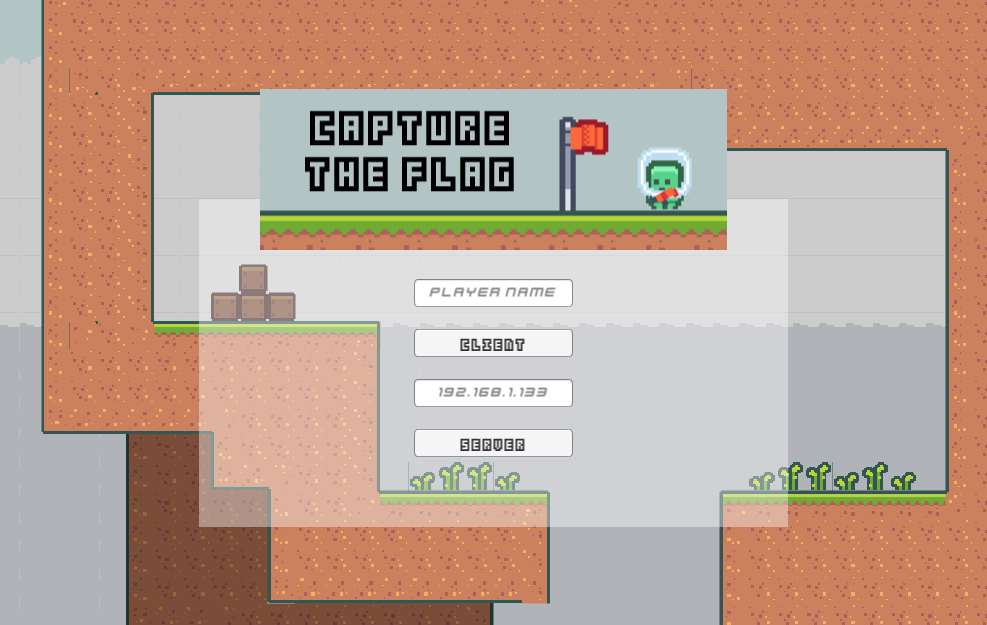 CAPTURE
THE FLAG
PLAYER NAME
CLIENT
192.168.1.133
SERVER